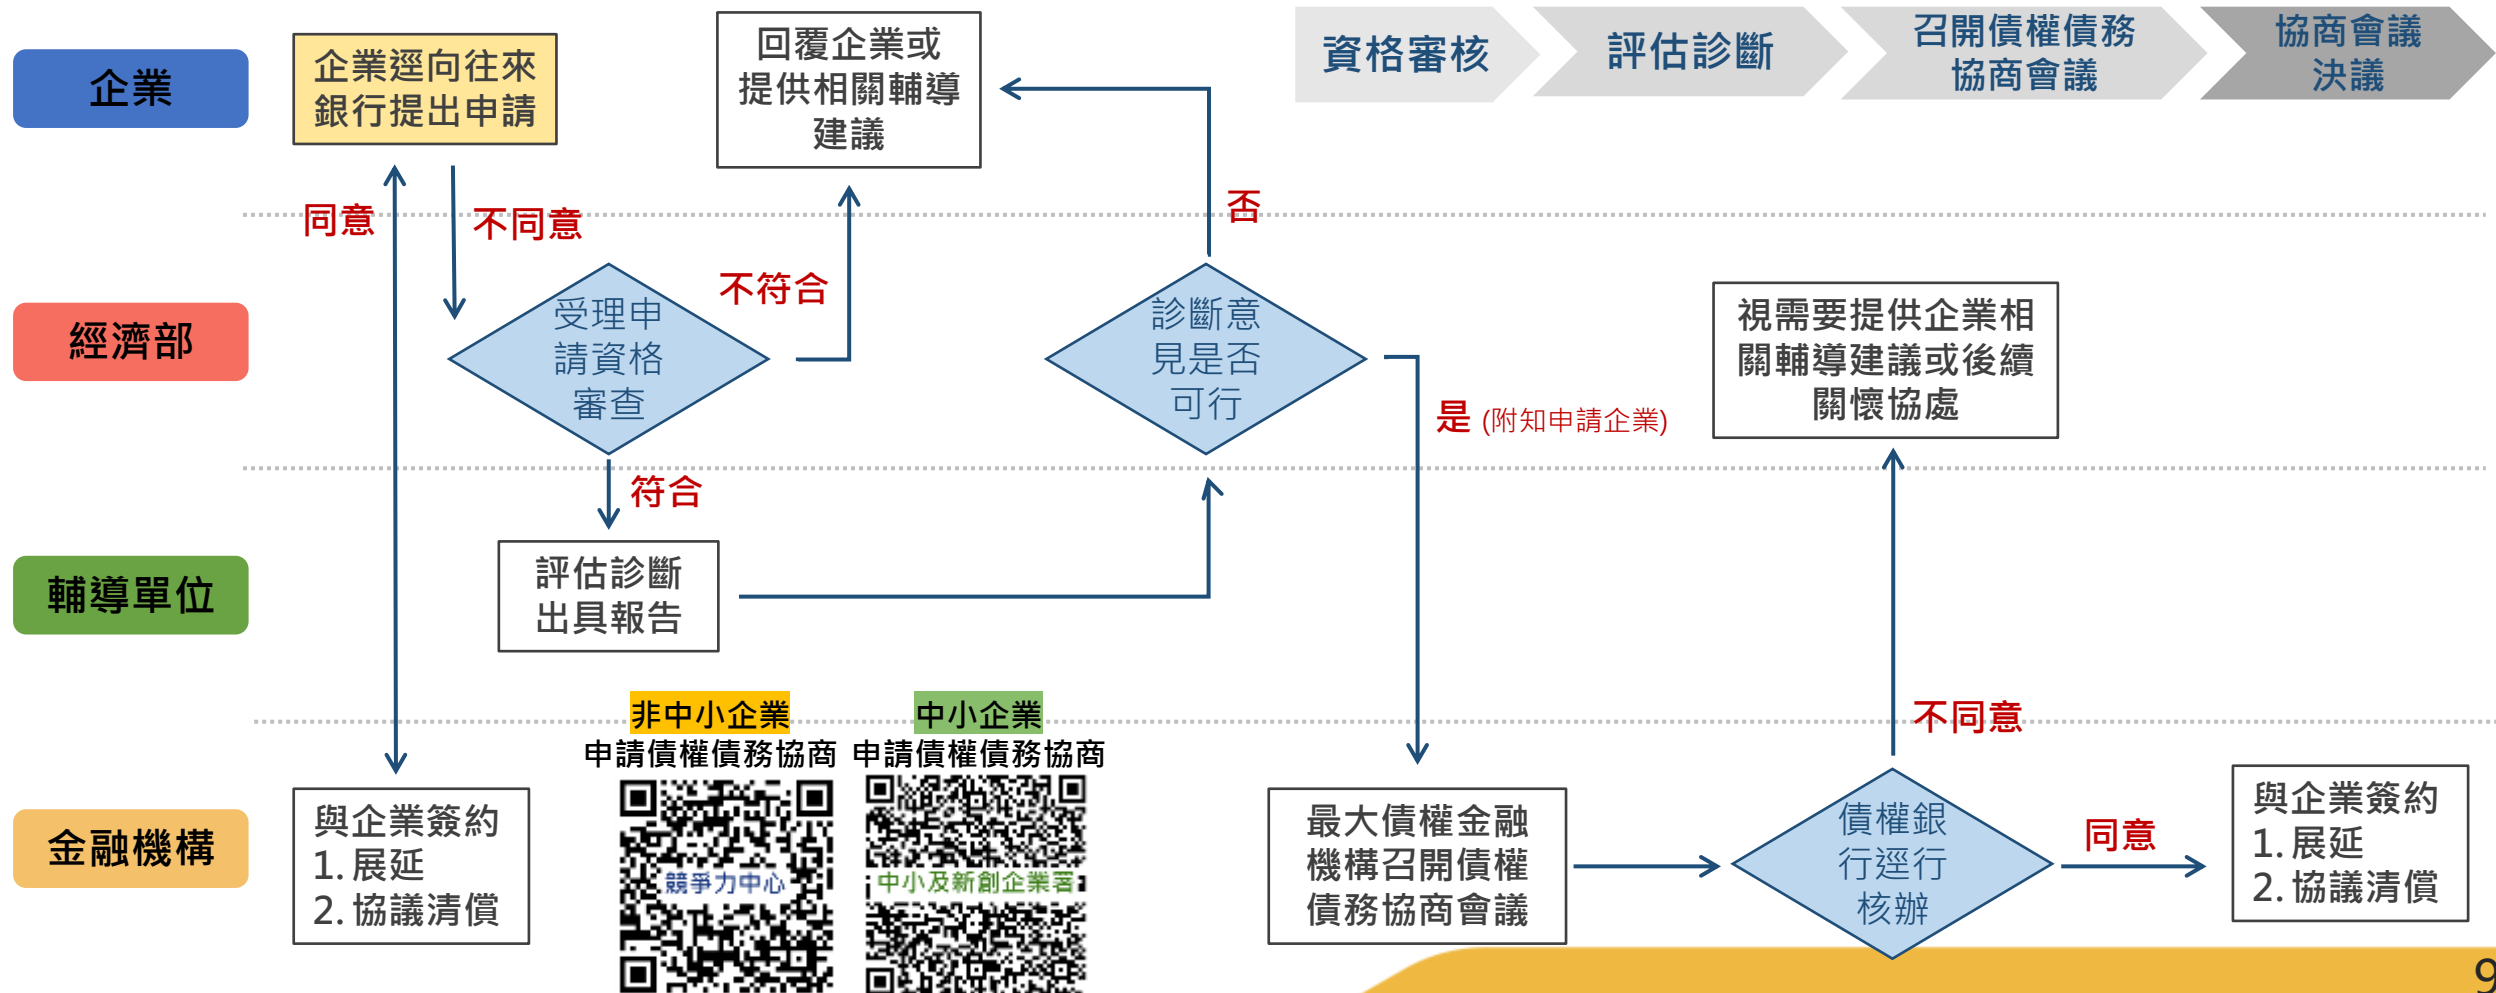 企業
企業逕向往來
銀行提出申請
回覆企業或
提供相關輔導
建議
資格審核
評估診斷
召開債權債務
協商會議
協商會議
決議
同意
不同意
否
經濟部
受理申
請資格
審查
不符合
診斷意
見是否
可行
是 (附知申請企業)
視需要提供企業相
關輔導建議或後續
關懷協處
符合
輔導單位
評估診斷
出具報告
非中小企業
申請債權債務協商
競爭力中心
中小企業
申請債權債務協商
中小及新創企業署
不同意
金融機構
與企業簽約
1. 展延
2. 協議清償
最大債權金融
機構召開債權
債務協商會議
債權銀
行逕行
核辦
同意
與企業簽約
1. 展延
2. 協議清償
9